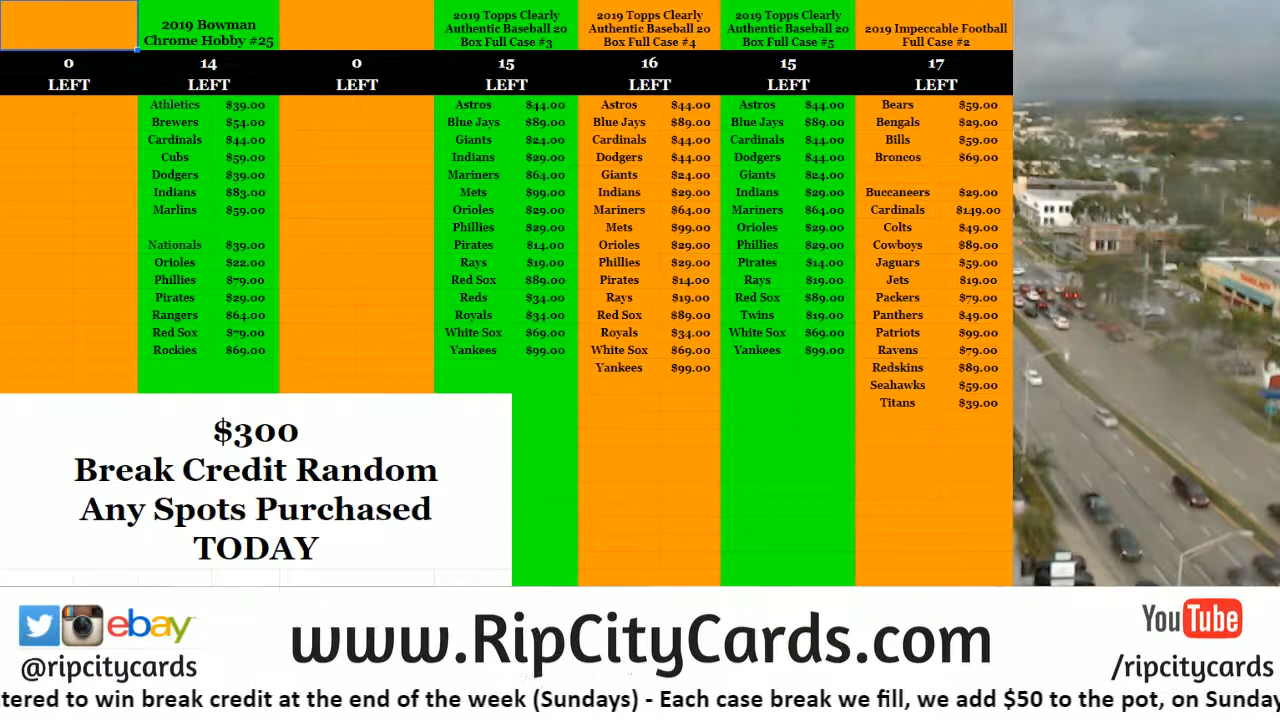 2019 Bowman
Chrome Hobby #25
2019 Topps Clearly
Authentic Baseball 20
Box Full Case #3
2019 Topps Clearly
Authentic Baseball 20
Box Full Case #4
2019 Topps Clearly
Authentic Baseball 20
Box Full Case #5
2019 Impeccable Football
Full Case #2
0
LEFT
14
LEFT
0
LEFT
15
LEFT
16
LEFT
15
LEFT
17
LEFT
Athletics $39.00
Brewers $54.00
Cardinals $44.00
Cubs $59.00
Dodgers $39.00
Indians $83.00
Marlins $59.00
Nationals $39.00
Orioles $22.00
Phillies $79.00
Pirates $29.00
Rangers $64.00
Red Sox $79.00
Rockies $69.00
Astros $44.00
Blue Jays $89.00
Giants $24.00
Indians $29.00
Mariners $64.00
Mets $99.00
Orioles $29.00
Phillies $29.00
Pirates $14.00
Rays $19.00
Red Sox $89.00
Reds $34.00
Royals $34.00
White Sox $69.00
Yankees $99.00
Astros $44.00
Blue Jays $89.00
Cardinals $44.00
Dodgers $44.00
Giants $24.00
Indians $29.00
Mariners $64.00
Mets $99.00
Orioles $29.00
Phillies $29.00
Pirates $14.00
Rays $19.00
Red Sox $89.00
Royals $34.00
White Sox $69.00
Yankees $99.00
Astros $44.00
Blue Jays $89.00
Cardinals $44.00
Dodgers $44.00
Giants $24.00
Indians $29.00
Mariners $64.00
Orioles $29.00
Phillies $29.00
Pirates $14.00
Rays $19.00
Red Sox $89.00
Twins $19.00
White Sox $69.00
Yankees $99.00
Bears $59.00
Bengals $29.00
Bills $59.00
Broncos $69.00
Buccaneers $29.00
Cardinals $149.00
Colts $49.00
Cowboys $89.00
Jaguars $59.00
Jets $19.00
Packers $79.00
Panthers $49.00
Patriots $99.00
Ravens $79.00
Redskins $89.00
Seahawks $59.00
Titans $39.00
$300
Break Credit Random
Any Spots Purchased
TODAY
ebay
@ripcitycards
www.RipCityCards.com
YouTube
/ripcitycards
tered to win break credit at the end of the week (Sundays) - Each case break we fill, we add $50 to the pot, on Sunday